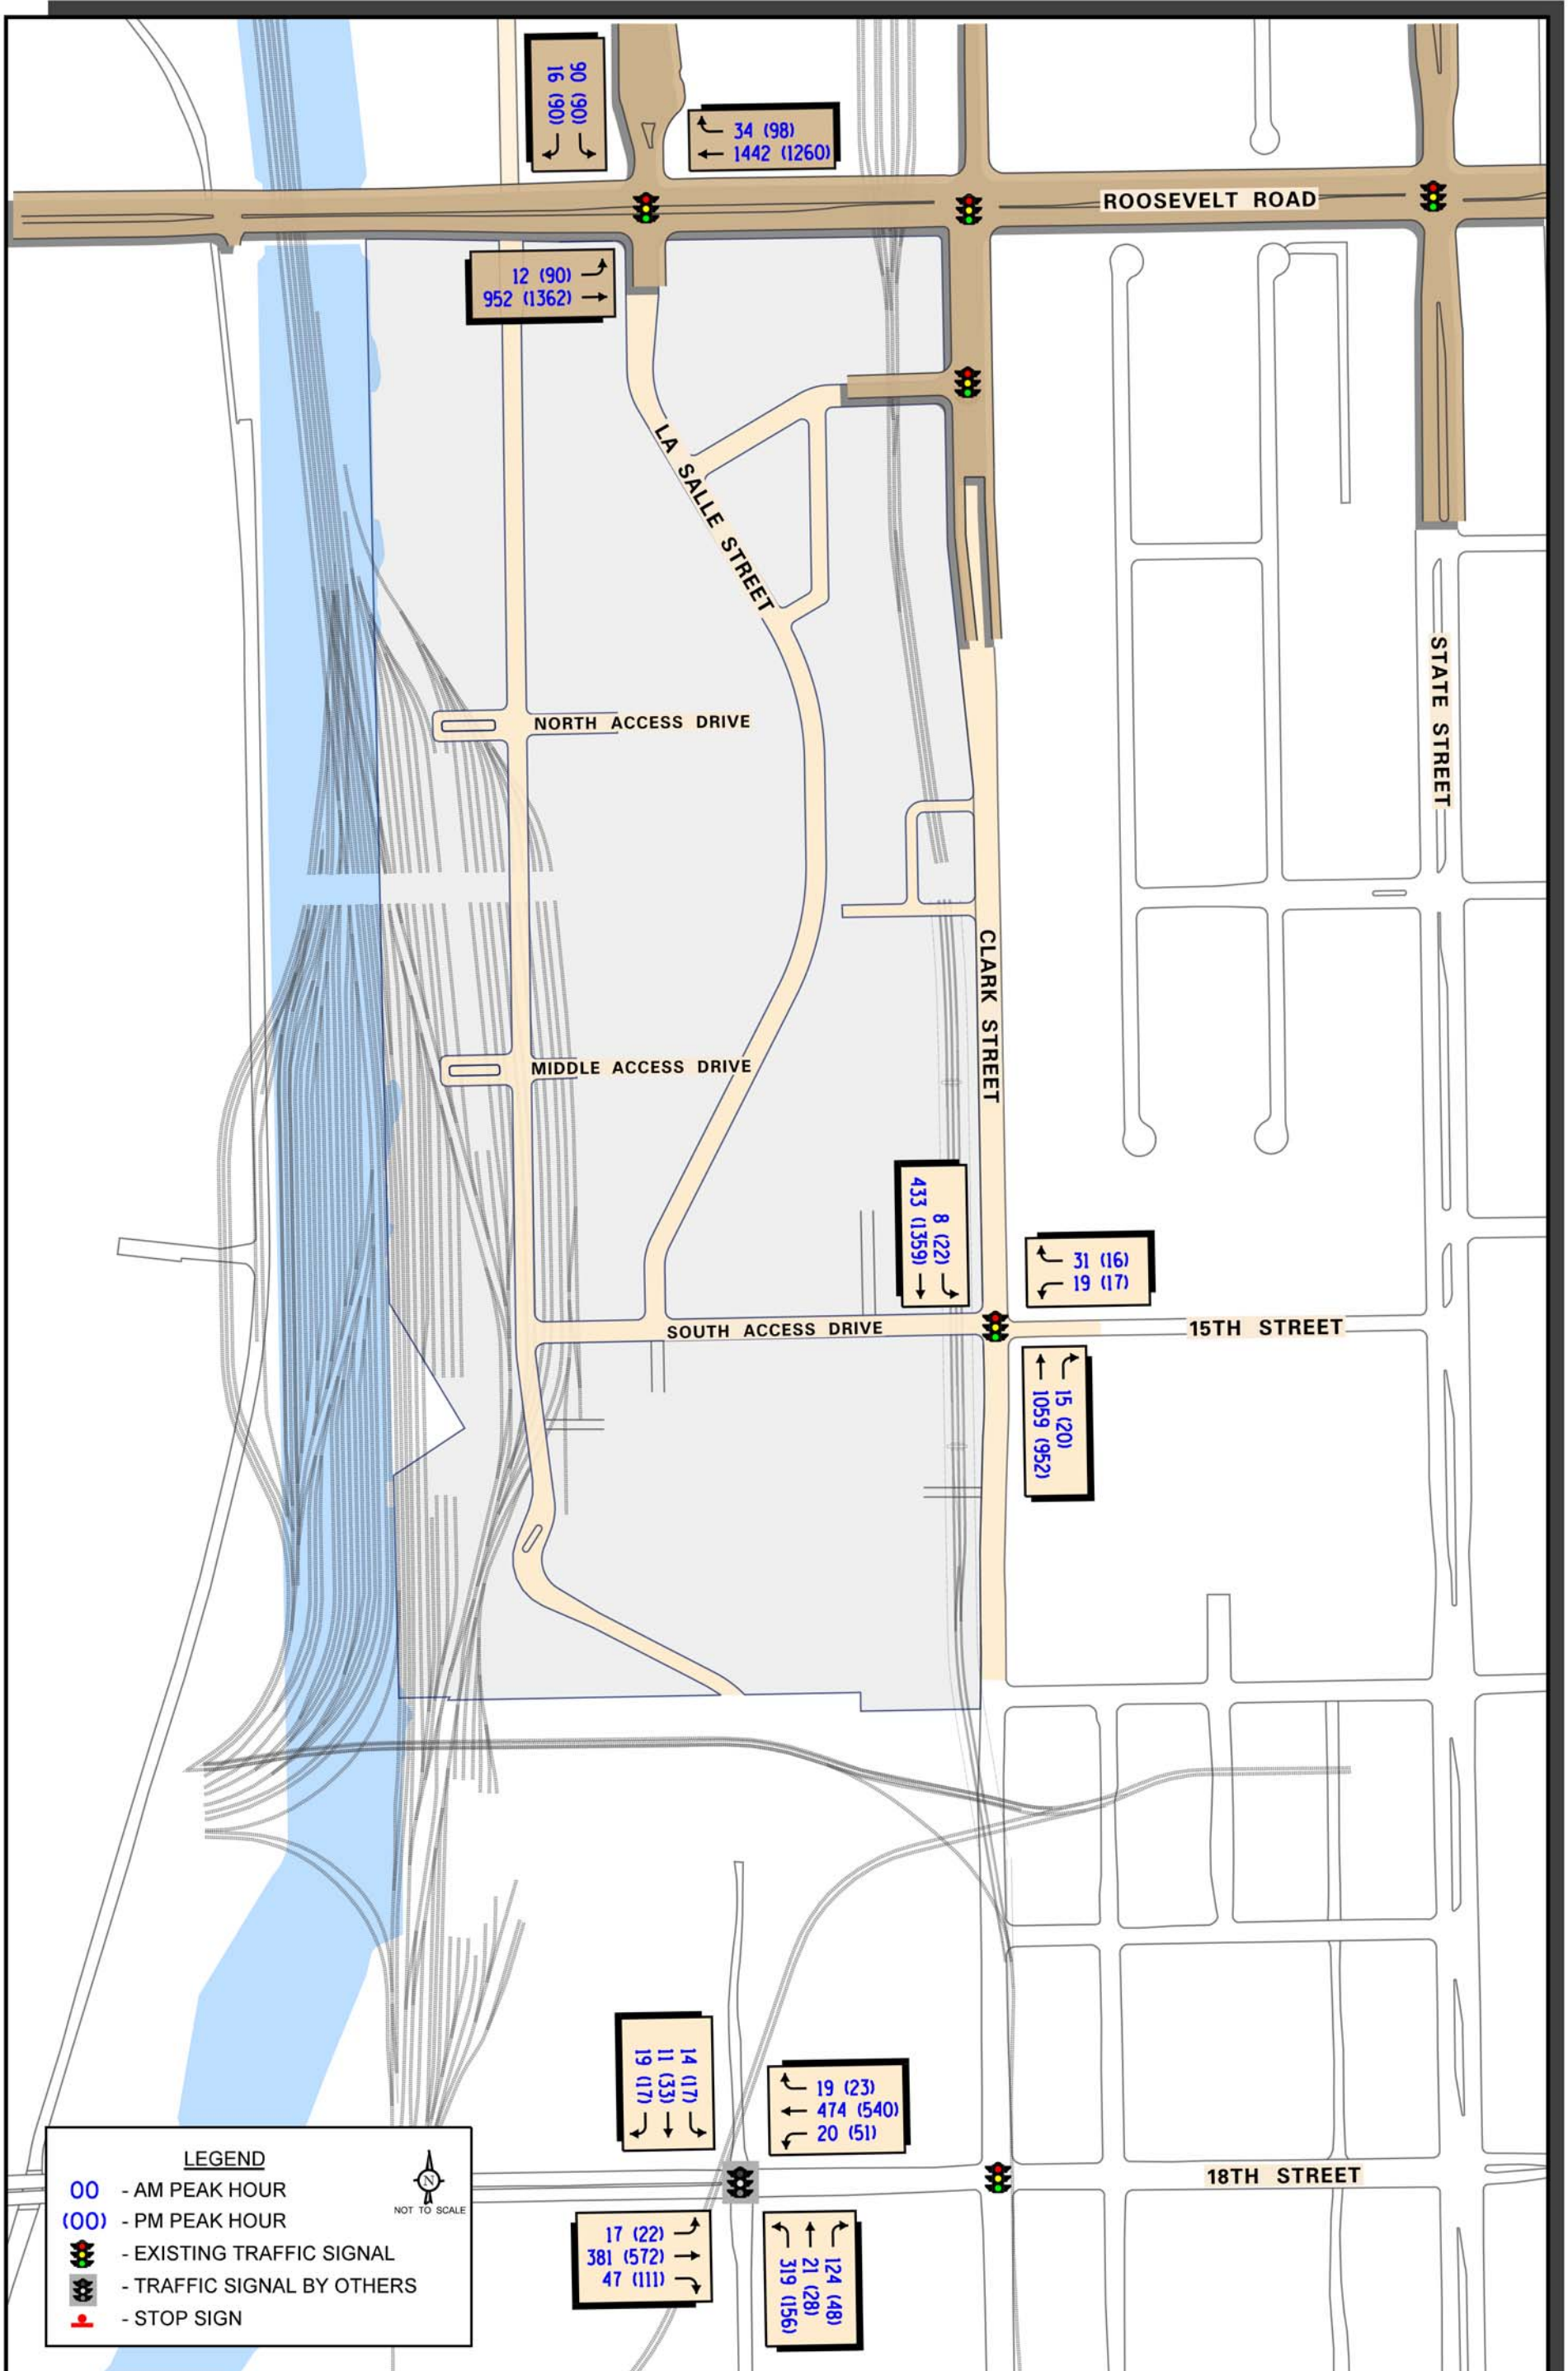 90 (90)
16 (90)
34 (98)
1442 (1260)
ROOSEVELT ROAD
12 (90)
952 (1362)
LA SALLE STREET
STATE STREET
NORTH ACCESS DRIVE
CLARK STREET
MIDDLE ACCESS DRIVE
8 (22)
433 (1359)
31 (16)
19 (17)
SOUTH ACCESS DRIVE
15TH STREET
15 (20)
1059 (952)
14 (17)
11 (33)
19 (17)
19 (23)
474 (540)
20 (51)
18TH STREET
17 (22)
381 (572)
47 (111)
124 (48)
21 (28)
319 (156)
LEGEND
00 - AM PEAK HOUR
(00) - PM PEAK HOUR
- EXISTING TRAFFIC SIGNAL
- TRAFFIC SIGNAL BY OTHERS
- STOP SIGN
N
NOT TO SCALE